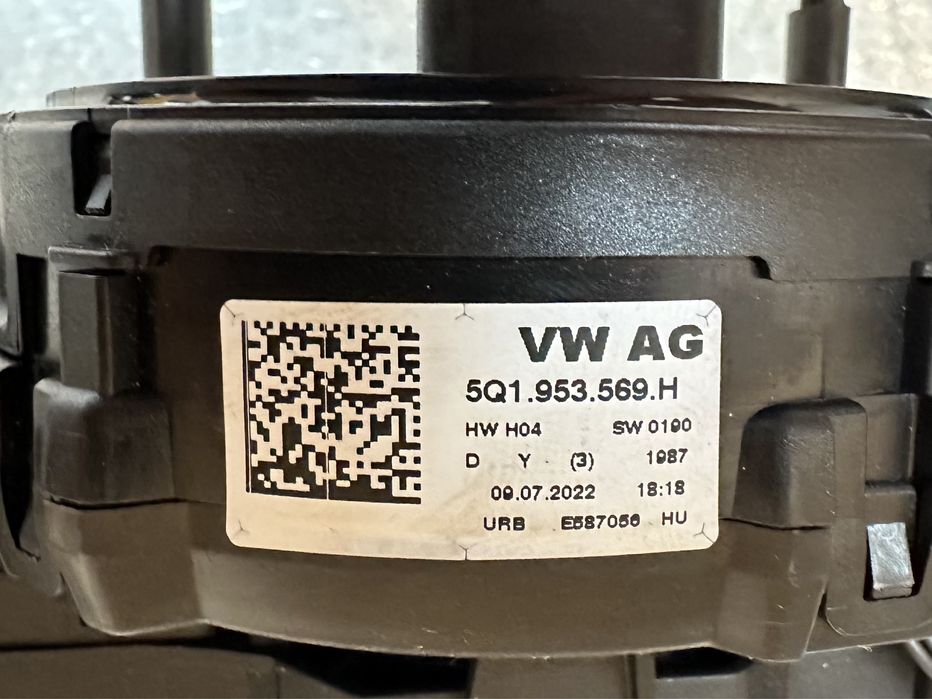 VW AG
5Q1.953.569.H
HW H04 SW 0190
D Y (3) 1987
09.07.2022 18:18
URB E587056 HU